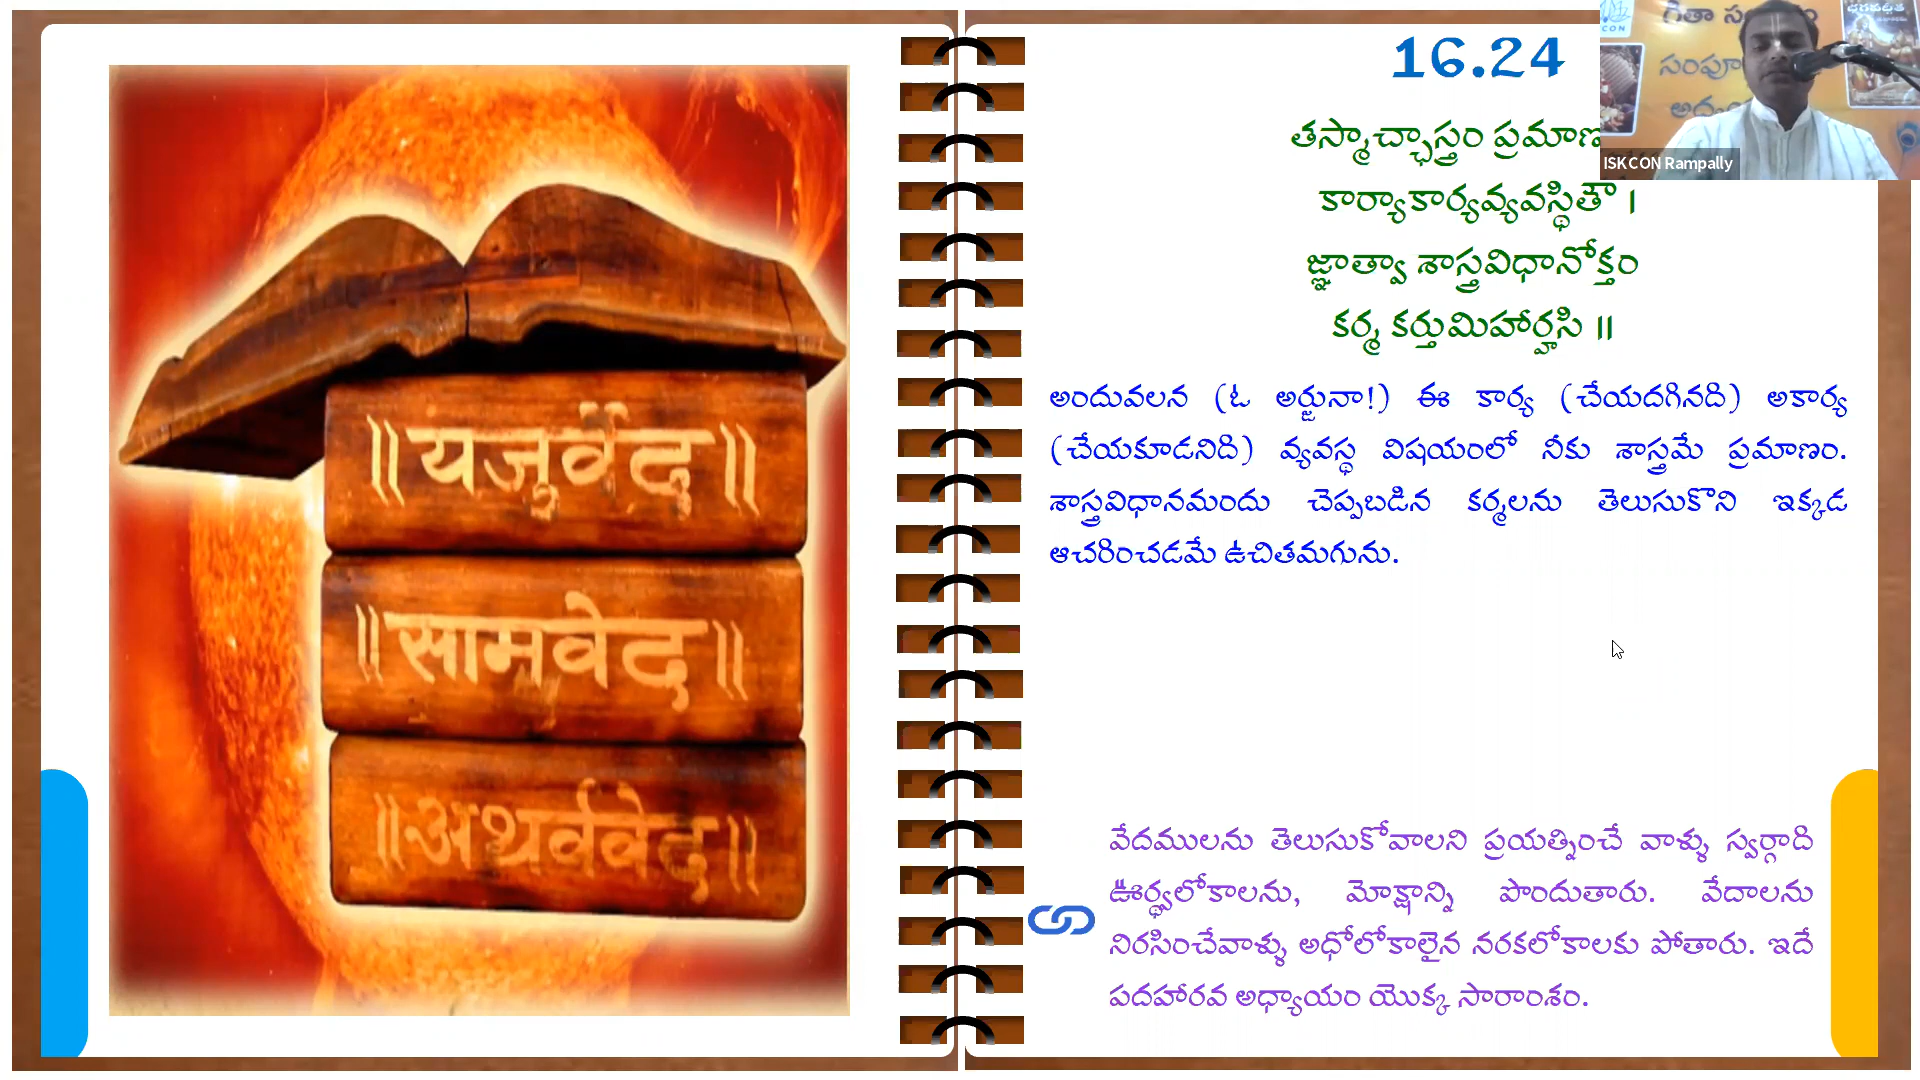 ॥यजुर्वेद॥
॥सामवेद॥
॥अथर्ववेद॥
16.24
తస్మాచ్ఛాస్త్రం
కార్యాకార్యవ్యవస్థితౌ ।
జ్ఞాత్వా శాస్త్రవిధానోక్తం
కర్మ కర్తుమిహార్హసి ॥
అందువలన (ఓ అర్జునా!) ఈ కార్య (చేయదగినది) అకార్య
(చేయకూడనిది) వ్యవస్థ విషయంలో నీకు శాస్త్రమే ప్రమాణం.
శాస్త్రవిధానమందు చెప్పబడిన కర్మలను తెలుసుకొని ఇక్కడ
ఆచరించడమే ఉచితమగును.
వేదములను తెలుసుకోవాలని ప్రయత్నించే వాళ్ళు స్వర్గాది
ఊర్ధ్వలోకాలను, మోక్షాన్ని పొందుతారు. వేదాలను
నిరసించేవాళ్ళు అధోలోకాలైన నరకలోకాలకు పోతారు. ఇదే
పదహారవ అధ్యాయం యొక్క సారాంశం.
గీతా
ISKCON Rampally